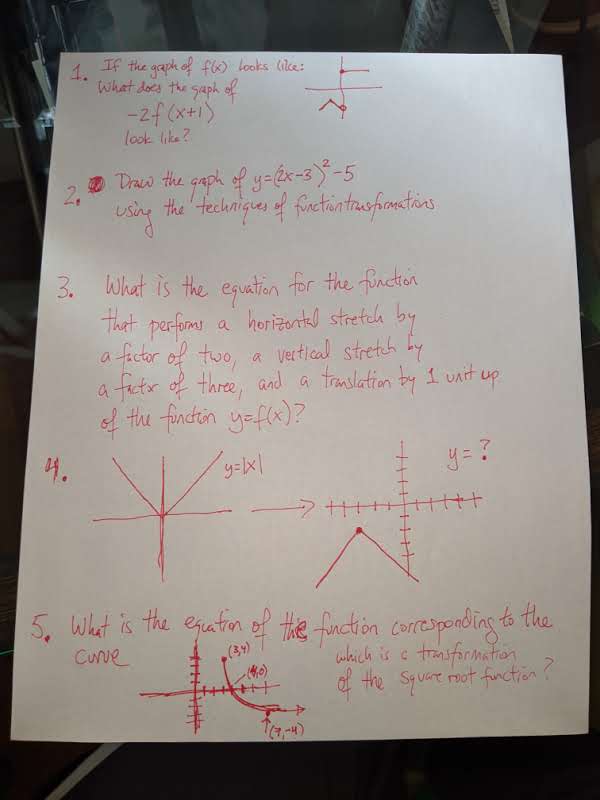 1. If the graph of f(x) looks like:
What does the graph of
-2f(x+1)
look like?
2. Draw the graph of y=(2x-3)²-5
using the techniques of function transformations
3. What is the equation for the function
that performs a horizontal stretch by
a factor of two, a vertical stretch by
a factor of three, and a translation by 1 unit up
of the function y=f(x)?
4. y=|x|
y=?
5. What is the equation of the function corresponding to the
curve
which is a transformation
of the square root function?
(3,4)
(4,0)
(7,-4)